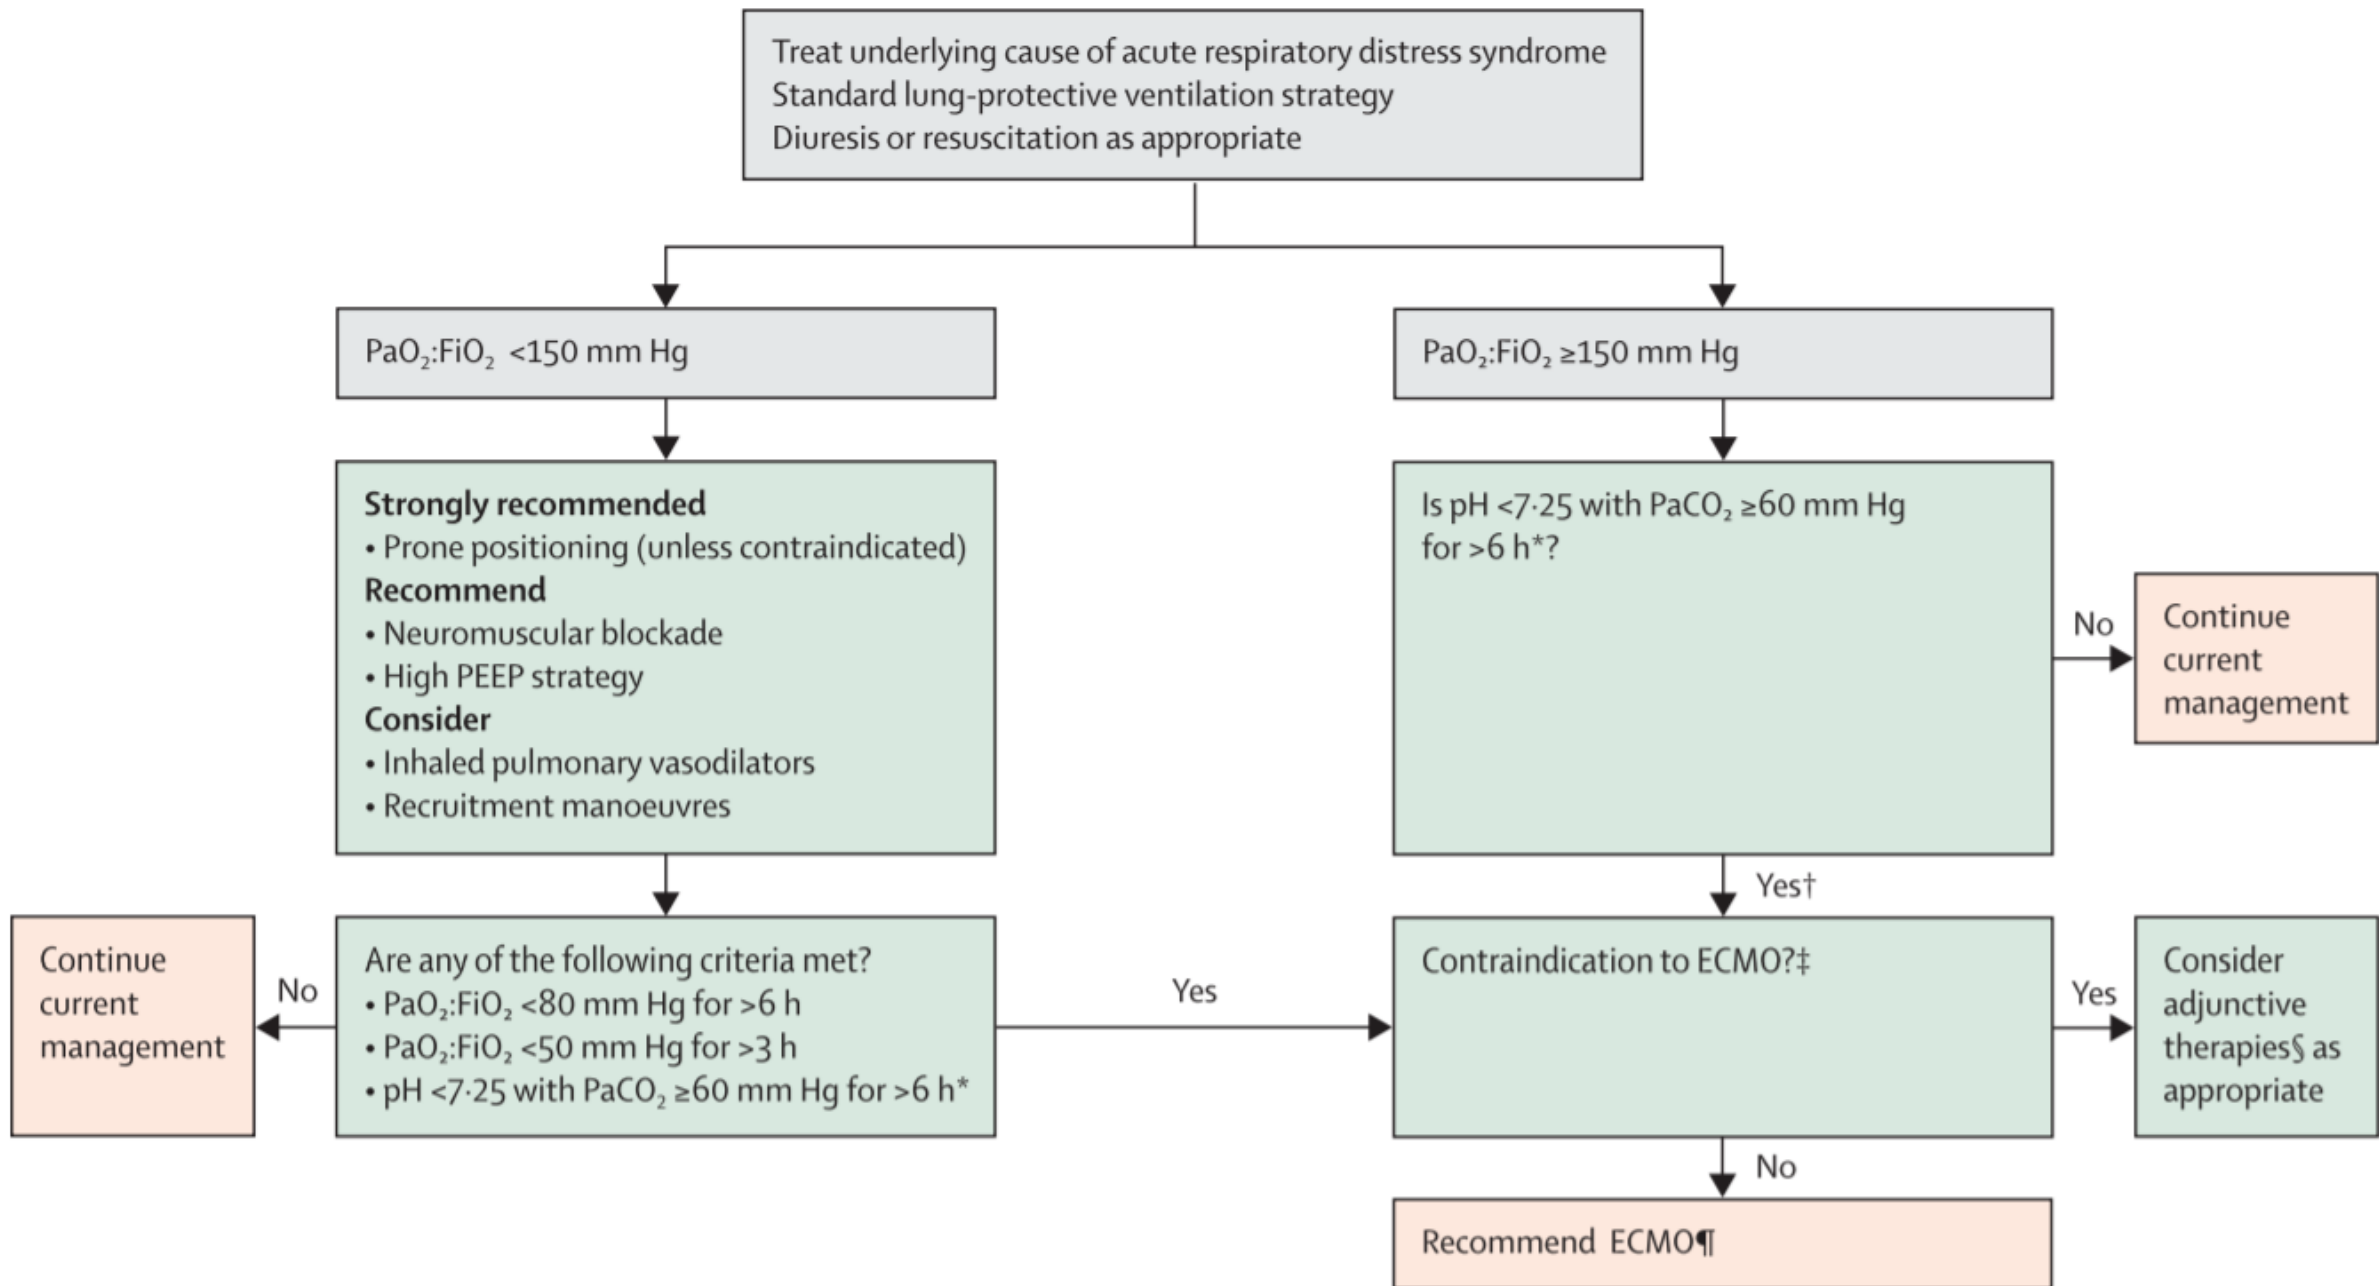 Treat underlying cause of acute respiratory distress syndrome
Standard lung-protective ventilation strategy
Diuresis or resuscitation as appropriate
PaO₂:FiO₂ <150 mm Hg
PaO₂:FiO₂ ≥150 mm Hg
Strongly recommended
• Prone positioning (unless contraindicated)
Recommend
• Neuromuscular blockade
• High PEEP strategy
Consider
• Inhaled pulmonary vasodilators
• Recruitment manoeuvres
Is pH <7·25 with PaCO₂ ≥60 mm Hg
for >6 h*?
No
Continue
current
management
Yes†
Continue
current
management
No
Are any of the following criteria met?
• PaO₂:FiO₂ <80 mm Hg for >6 h
• PaO₂:FiO₂ <50 mm Hg for >3 h
• pH <7·25 with PaCO₂ ≥60 mm Hg for >6 h*
Yes
Contraindication to ECMO?‡
Yes
Consider
adjunctive
therapies§ as
appropriate
No
Recommend ECMO¶